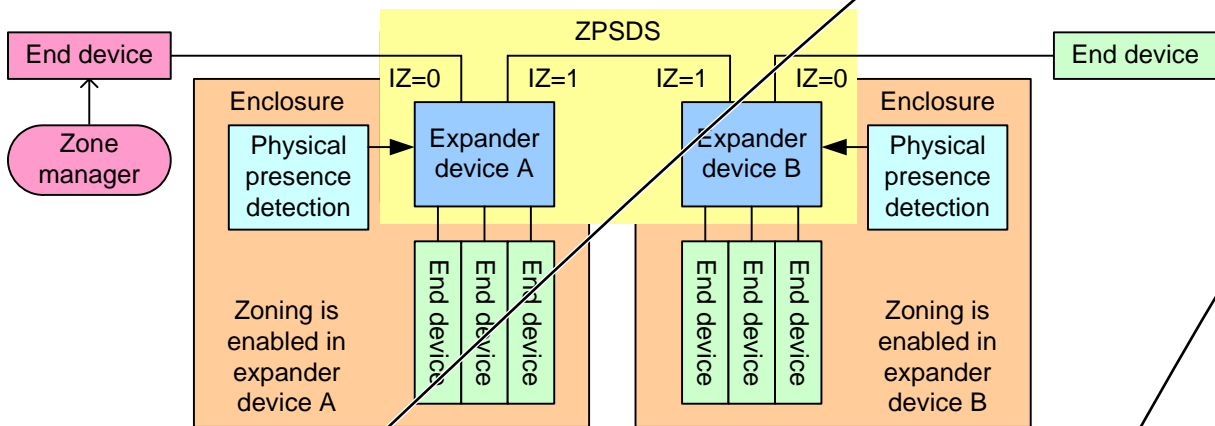 ZPSDS
End device
End device
IZ=0
IZ=1
IZ=1
IZ=0
Enclosure
Enclosure
Zone
manager
Physical
presence
detection
Expander
device A
Expander
device B
Physical
presence
detection
End device
End device
End device
End device
End device
End device
Zoning is
enabled in
expander
device A
Zoning is
enabled in
expander
device B